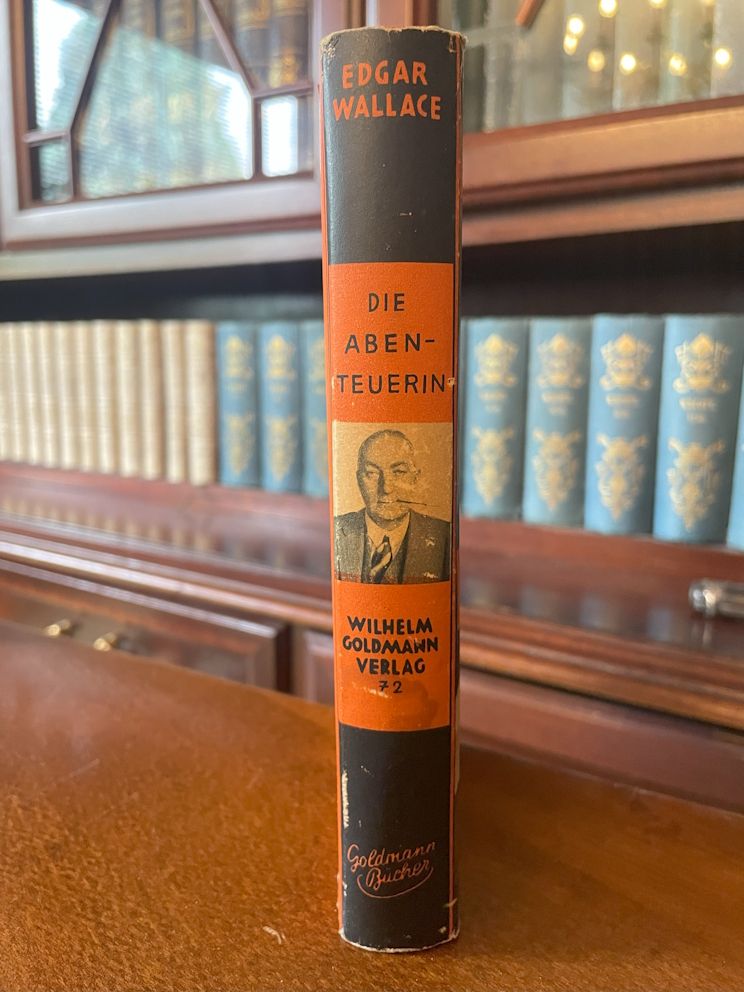 EDGAR
WALLACE
DIE
ABEN-
TEUERIN
WILHELM
GOLDMANN
VERLAG
72
Goldmann
Bücher